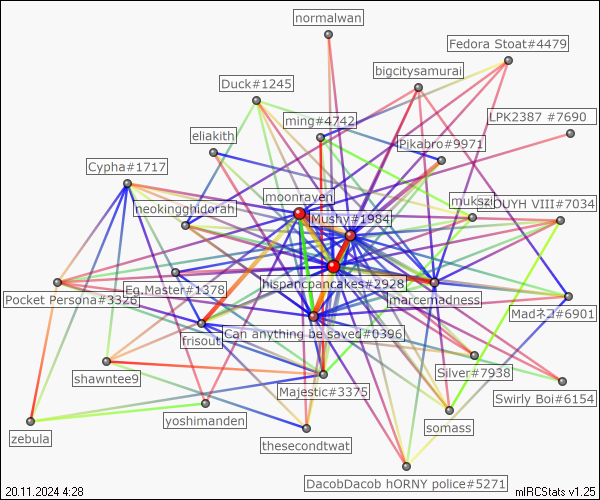 normalwan
Fedora Stoat#4479
bigcitysamurai
Duck#1245
LPK2387 #7690
ming#4742
eliakith
Pikabro#9971
Cypha#1717
moonraven
mukszi
OUYH VIII#7034
neokingghidorah
Mushy#1984
hispancpancakes#2928
Eg.Master#1378
Pocket Persona#3326
marcemadness
Madネコ#6901
Can anything be saved#0396
frisout
Silver#7938
shawntee9
Majestic#3375
Swirly Boi#6154
yoshimanden
somass
zebula
thesecondtwat
DacobDacob hORNY police#5271
20.11.2024 4:28
mIRCStats v1.25